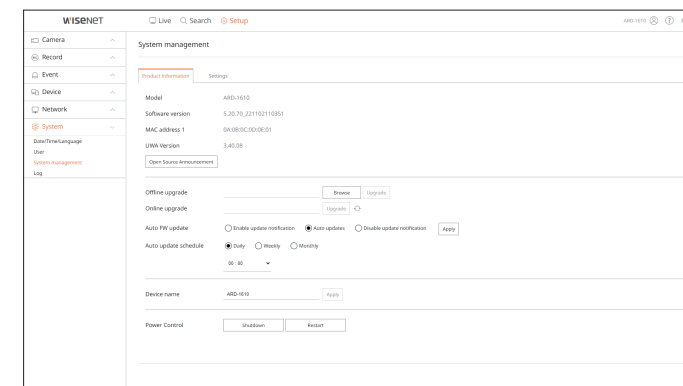 WISENET
Live Search Setup
ARD-1610
Camera
Record
Event
Device
Network
System
Date/Time/Language
User
System management
Log
System management
Product information Settings
Model ARD-1610
Software version 5.20.70_221102110351
MAC address 1 0A:0B:0C:0D:0E:01
UWA Version 3.40.08
Open Source Announcement
Offline upgrade Browse Upgrade
Online upgrade Upgrade
Auto FW update Enable update notification Auto updates Disable update notification Apply
Auto update schedule Daily Weekly Monthly
00 : 00
Device name ARD-1610 Apply
Power Control Shutdown Restart